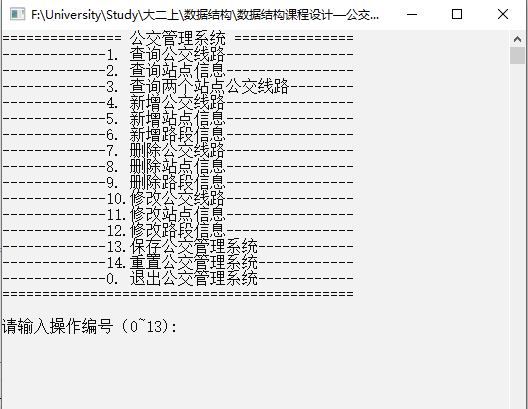 F:\University\Study\大二上\数据结构\数据结构课程设计—公交...
============== 公交管理系统 ==============
-------------1. 查询公交线路----------------
-------------2. 查询站点信息----------------
-------------3. 查询两个站点公交线路--------
-------------4. 新增公交线路----------------
-------------5. 新增站点信息----------------
-------------6. 新增路段信息----------------
-------------7. 删除公交线路----------------
-------------8. 删除站点信息----------------
-------------9. 删除路段信息----------------
-------------10.修改公交线路----------------
-------------11.修改站点信息----------------
-------------12.修改路段信息----------------
-------------13.保存公交管理系统------------
-------------14.重置公交管理系统------------
-------------0. 退出公交管理系统------------
============================================
请输入操作编号（0~13）: